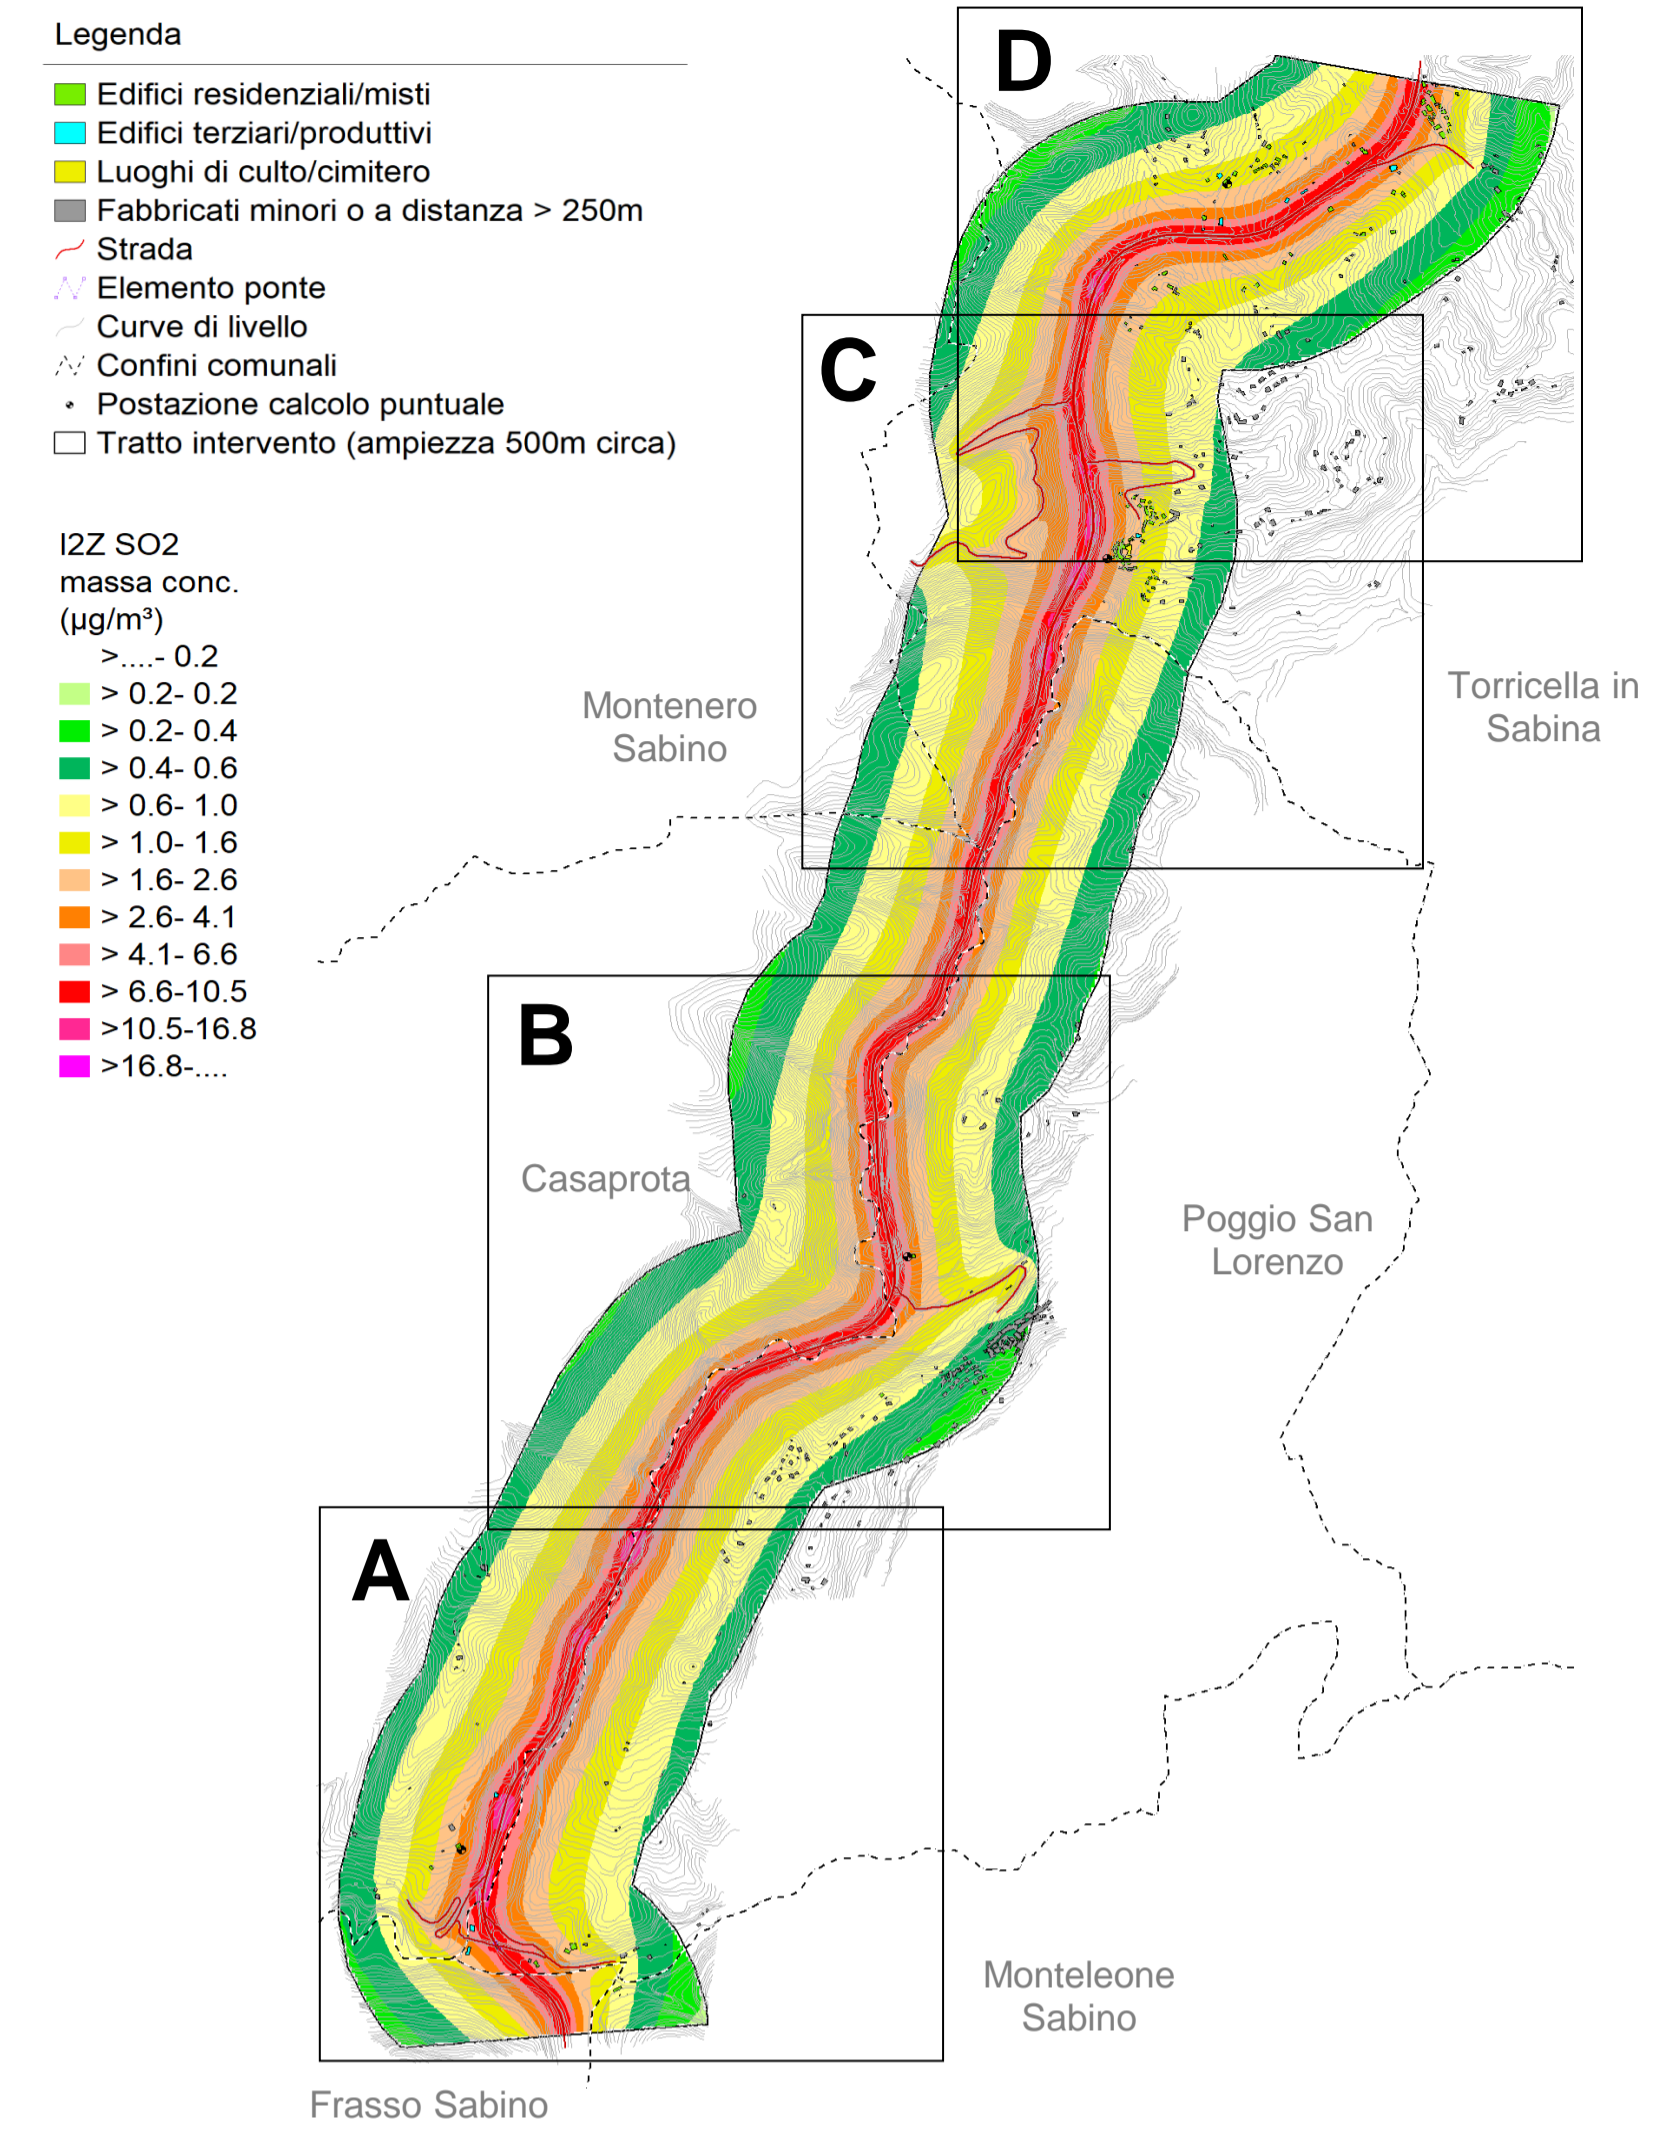 Legenda
Edifici residenziali/misti
Edifici terziari/produttivi
Luoghi di culto/cimitero
Fabbricati minori o a distanza > 250m
Strada
Elemento ponte
Curve di livello
Confini comunali
Postazione calcolo puntuale
Tratto intervento (ampiezza 500m circa)
I2Z SO2
massa conc.
(µg/m³)
>....- 0.2
> 0.2- 0.2
> 0.2- 0.4
> 0.4- 0.6
> 0.6- 1.0
> 1.0- 1.6
> 1.6- 2.6
> 2.6- 4.1
> 4.1- 6.6
> 6.6-10.5
>10.5-16.8
>16.8-....
D
C
Montenero
Sabino
Torricella in
Sabina
B
Casaprota
Poggio San
Lorenzo
A
Monteleone
Sabino
Frasso Sabino